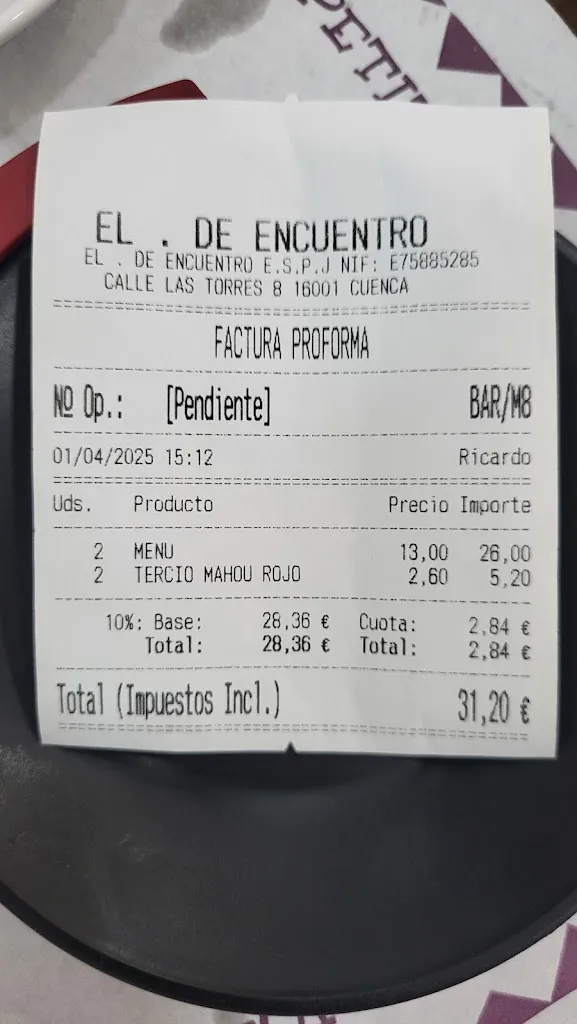 PETI
EL . DE ENCUENTRO
EL . DE ENCUENTRO E.S.P.J NIF: E75885285
CALLE LAS TORRES 8 16001 CUENCA
FACTURA PROFORMA
Nº Op.: [Pendiente] BAR/M8
01/04/2025 15:12 Ricardo
Uds. Producto Precio Importe
2 MENU 13,00 26,00
2 TERCIO MAHOU ROJO 2,60 5,20
10%: Base: 28,36 € Cuota: 2,84 €
Total: 28,36 € Total: 2,84 €
Total (Impuestos Incl.) 31,20 €